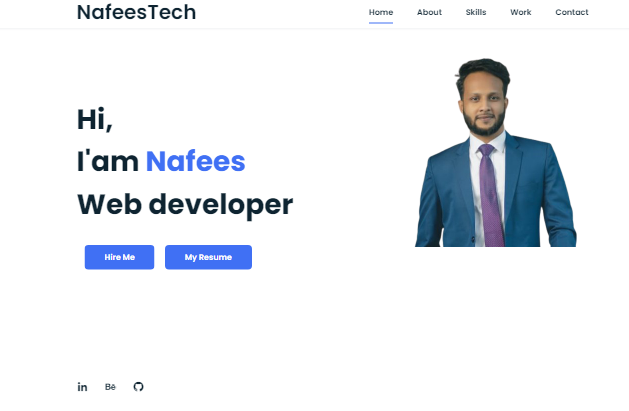 NafeesTech
Home About Skills Work Contact
Hi,
I'am Nafees
Web developer
Hire Me My Resume
in Bē